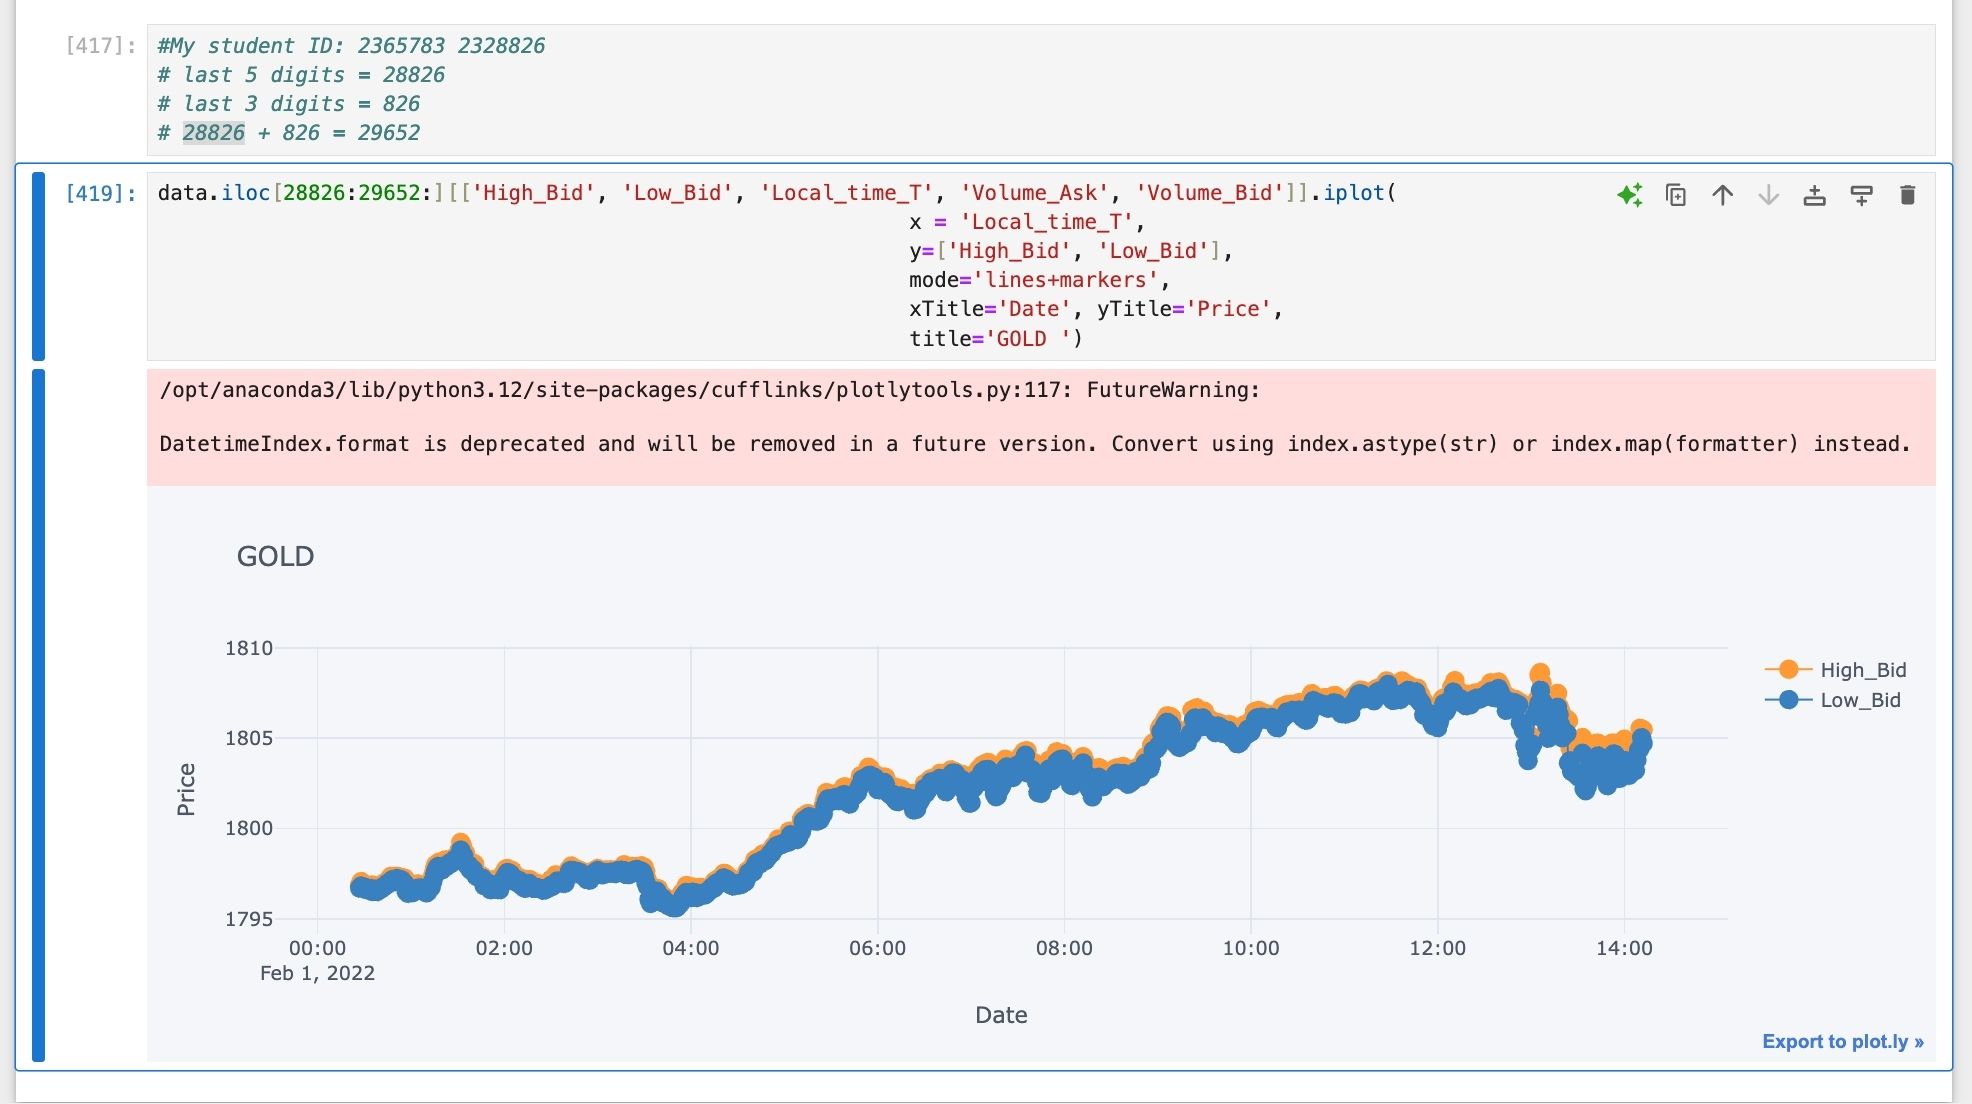 [417]: #My student ID: 2365783 2328826
# last 5 digits = 28826
# last 3 digits = 826
# 28826 + 826 = 29652
[419]: data.iloc[28826:29652:][['High_Bid', 'Low_Bid', 'Local_time_T', 'Volume_Ask', 'Volume_Bid']].iplot(
x = 'Local_time_T',
y=['High_Bid', 'Low_Bid'],
mode='lines+markers',
xTitle='Date', yTitle='Price',
title='GOLD ')
/opt/anaconda3/lib/python3.12/site-packages/cufflinks/plotlytools.py:117: FutureWarning:
DatetimeIndex.format is deprecated and will be removed in a future version. Convert using index.astype(str) or index.map(formatter) instead.
GOLD
1810
1805
1800
1795
Price
High_Bid
Low_Bid
00:00 02:00 04:00 06:00 08:00 10:00 12:00 14:00
Feb 1, 2022
Date
Export to plot.ly »